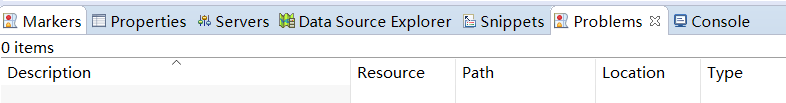 Markers Properties Servers Data Source Explorer Snippets Problems Console
0 items
Description Resource Path Location Type